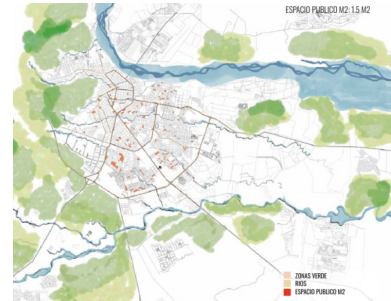 ESPACIO PUBLICO M2: 1.5 M2
ZONAS VERDE
RIOS
ESPACIO PUBLICO M2